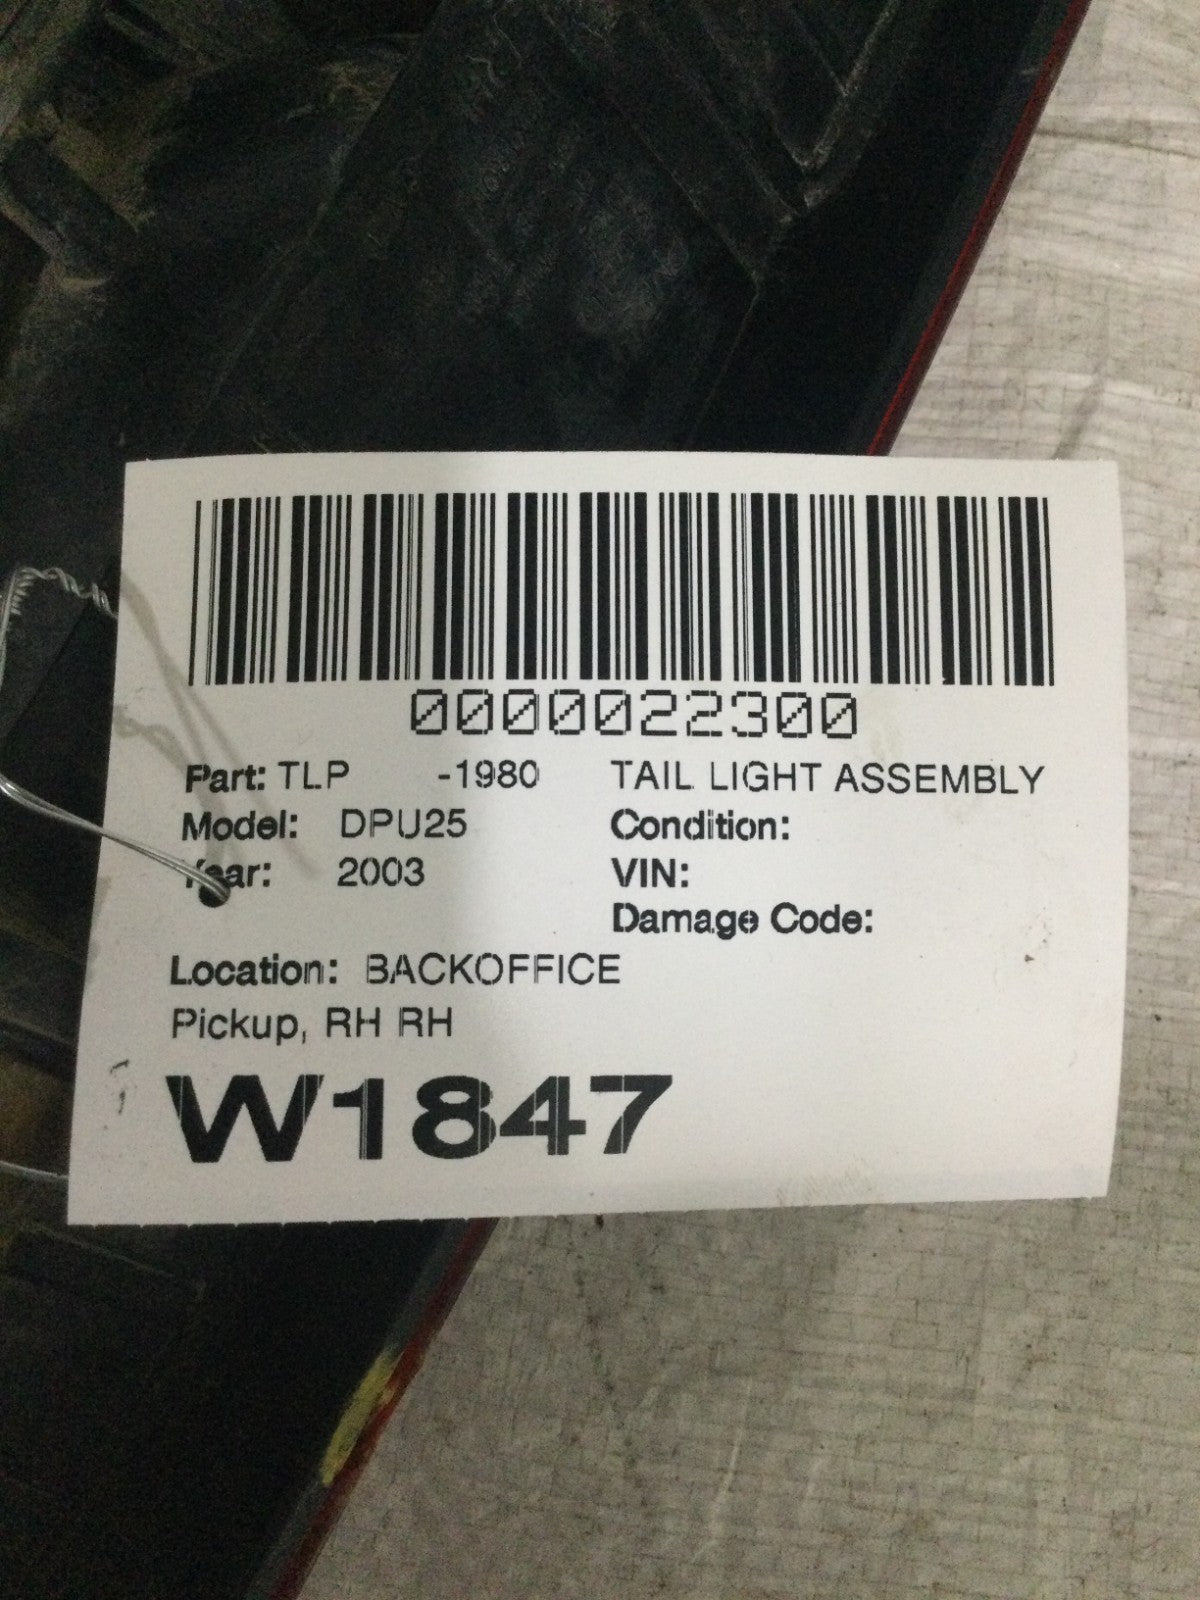 0000022300
Part: TLP -1980 TAIL LIGHT ASSEMBLY
Model: DPU25 Condition:
Year: 2003 VIN:
Damage Code:
Location: BACKOFFICE
Pickup, RH RH
W1847